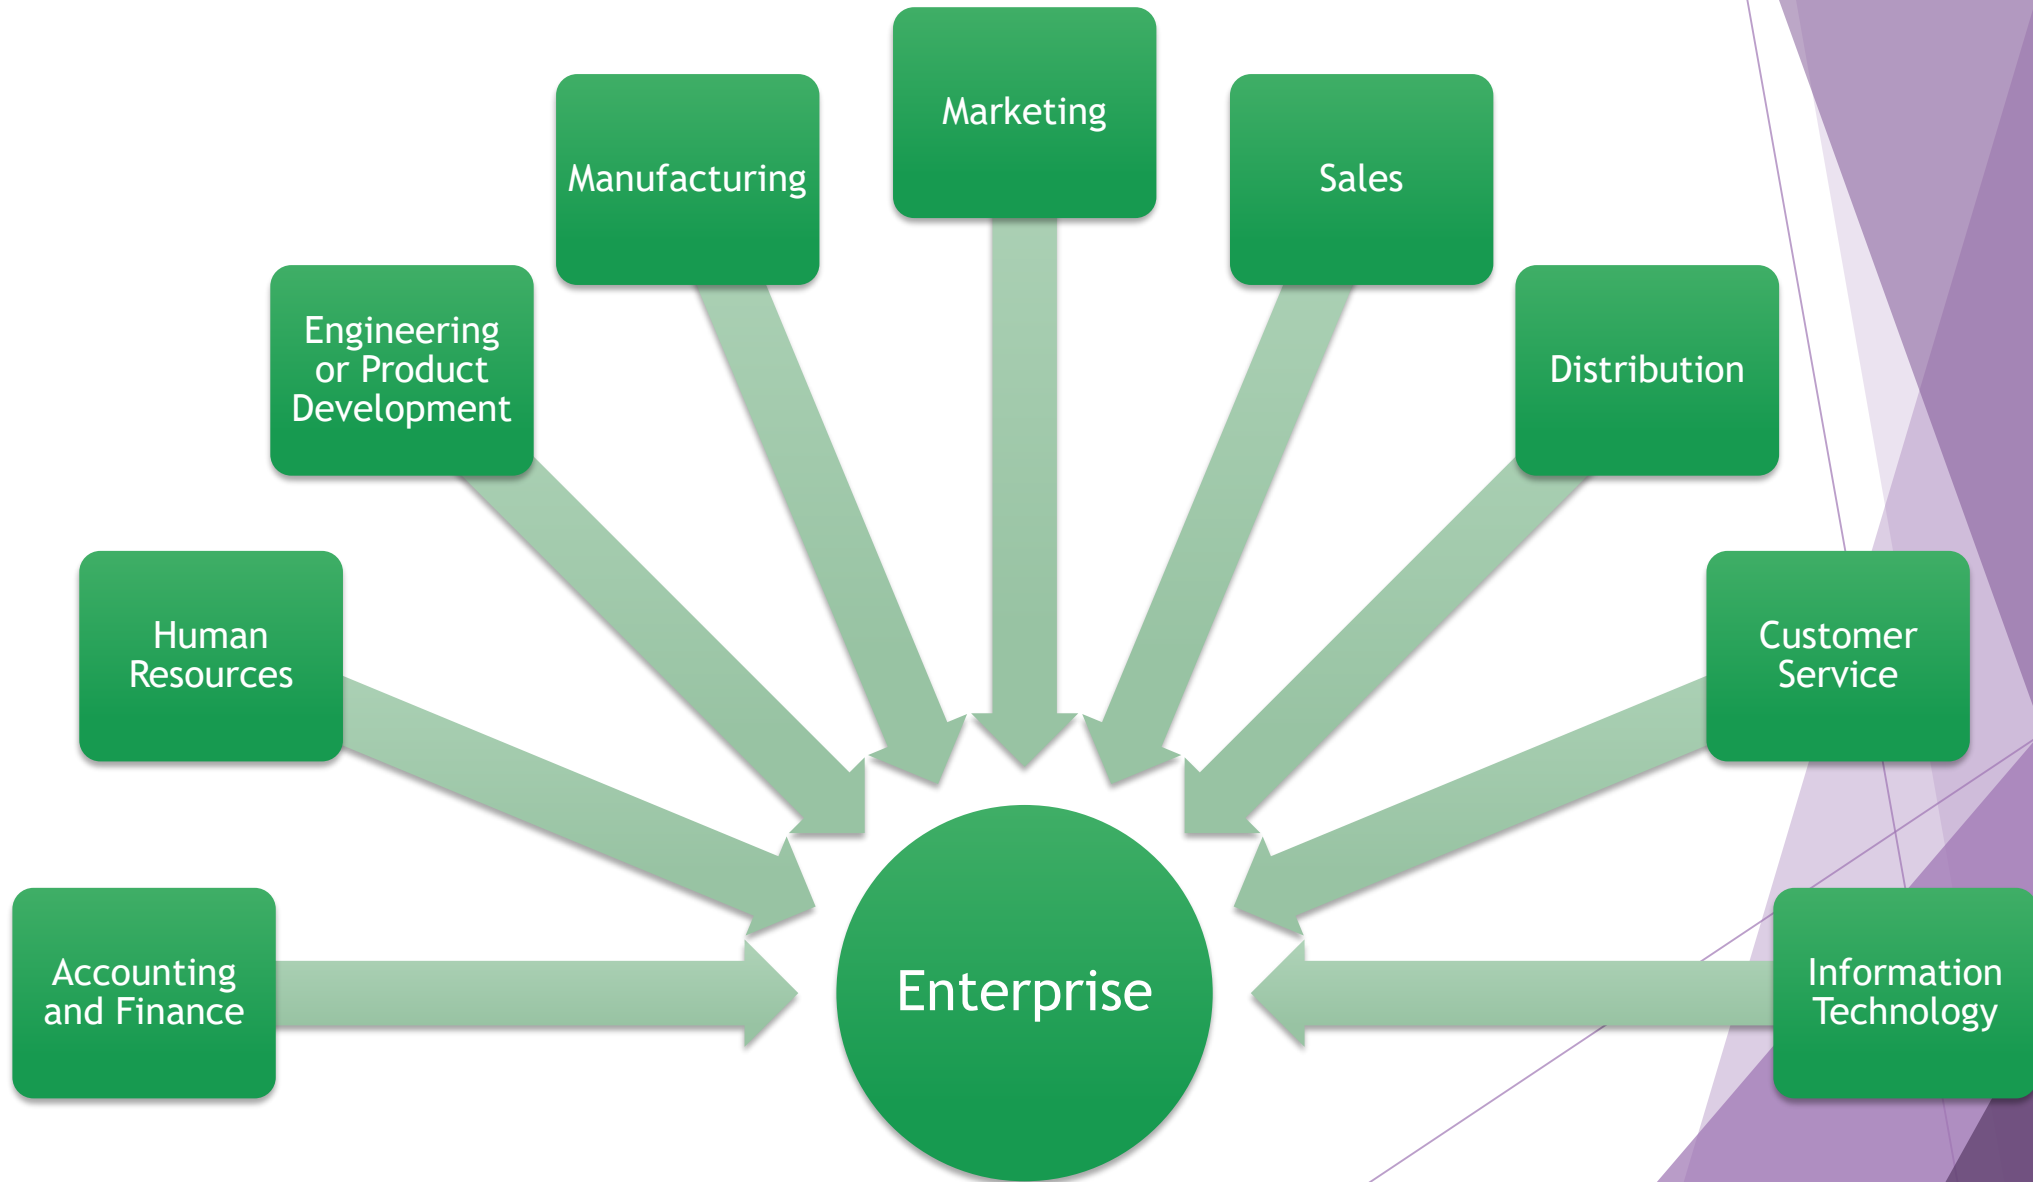 Marketing
Manufacturing
Sales
Engineering
or Product
Development
Distribution
Human
Resources
Customer
Service
Accounting
and Finance
Enterprise
Information
Technology